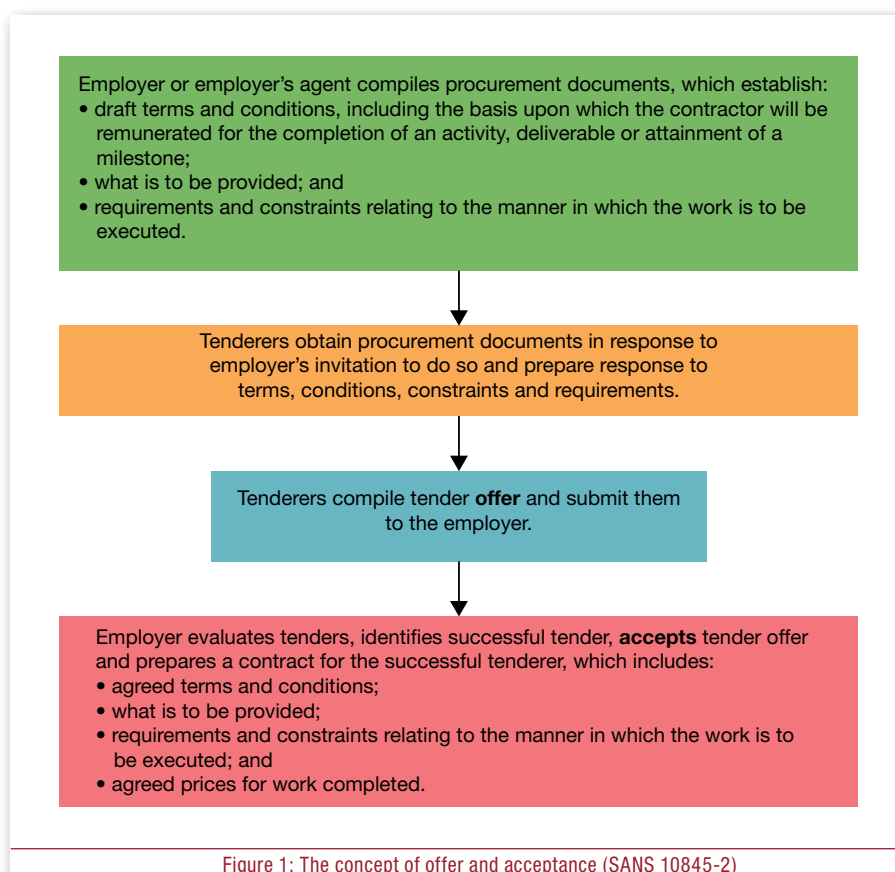 Employer or employer’s agent compiles procurement documents, which establish:
• draft terms and conditions, including the basis upon which the contractor will be
remunerated for the completion of an activity, deliverable or attainment of a
milestone;
• what is to be provided; and
• requirements and constraints relating to the manner in which the work is to be
executed.
Tenderers obtain procurement documents in response to
employer’s invitation to do so and prepare response to
terms, conditions, constraints and requirements.
Tenderers compile tender offer and submit them
to the employer.
Employer evaluates tenders, identifies successful tender, accepts tender offer
and prepares a contract for the successful tenderer, which includes:
• agreed terms and conditions;
• what is to be provided;
• requirements and constraints relating to the manner in which the work is to
be executed; and
• agreed prices for work completed.
Figure 1: The concept of offer and acceptance (SANS 10845-2)